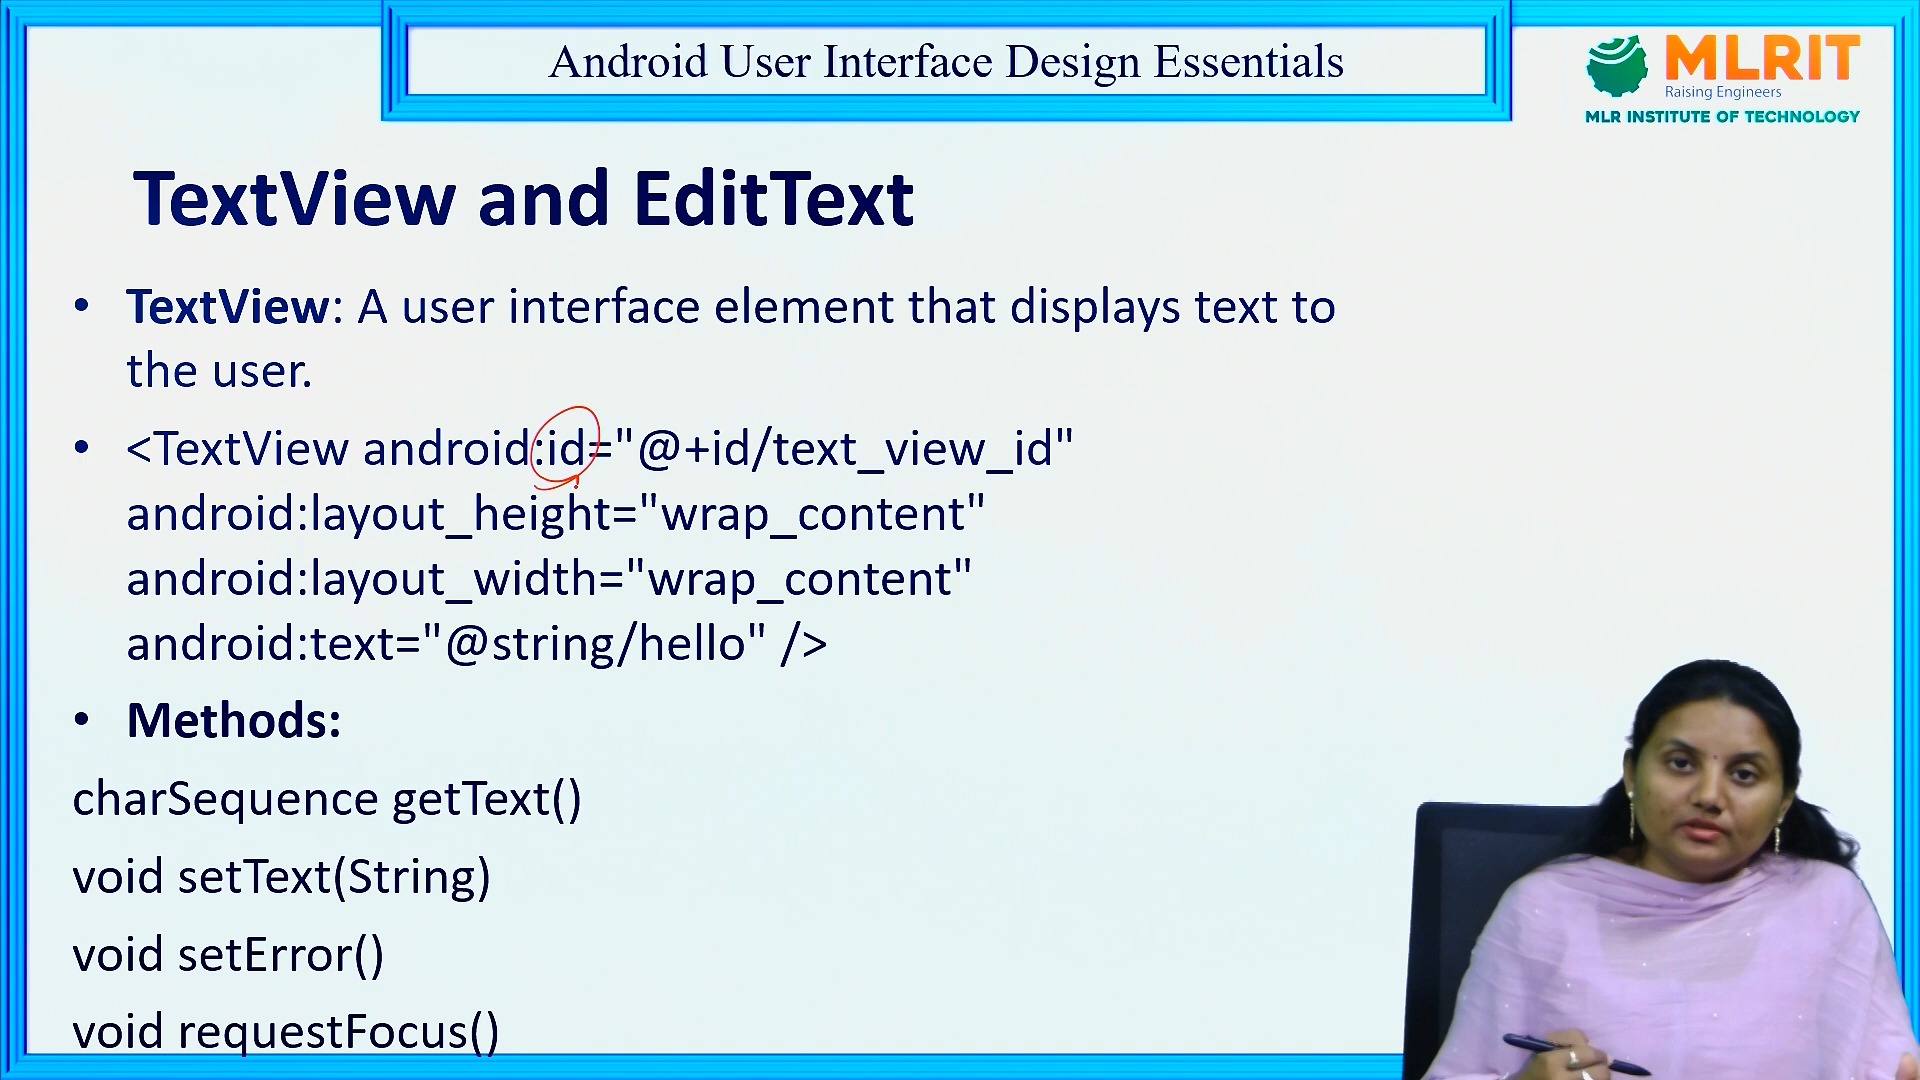 Android User Interface Design Essentials
MLRIT
Raising Engineers
MLR INSTITUTE OF TECHNOLOGY
TextView and EditText
• TextView: A user interface element that displays text to
the user.
• <TextView android:id="@+id/text_view_id"
android:layout_height="wrap_content"
android:layout_width="wrap_content"
android:text="@string/hello" />
• Methods:
charSequence getText()
void setText(String)
void setError()
void requestFocus()